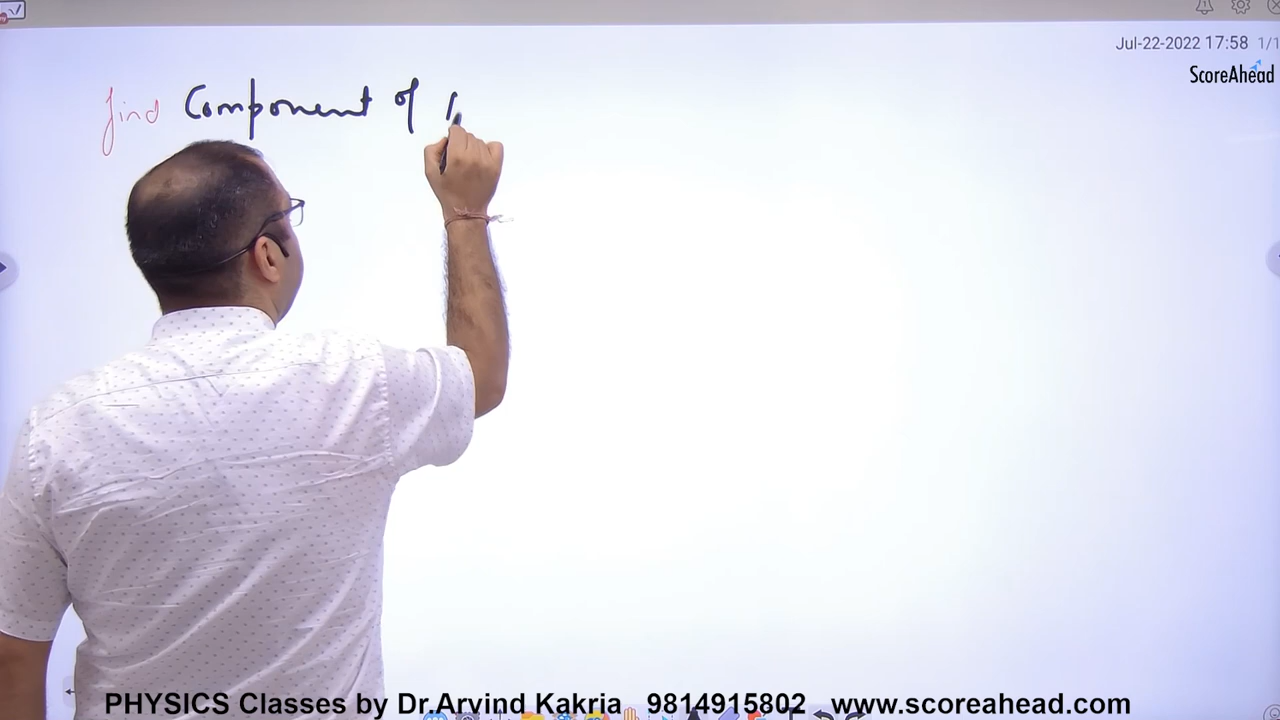 Jul-22-2022 17:58 1/1
ScoreAhead
find Component of
PHYSICS Classes by Dr.Arvind Kakria 9814915802 www.scoreahead.com